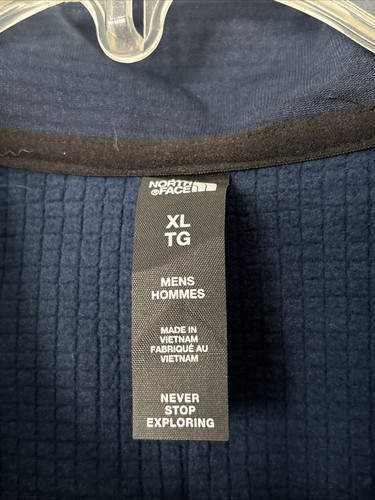 NORTH
FACE
XL
TG
MENS
HOMMES
MADE IN
VIETNAM
FABRIQUÉ AU
VIETNAM
NEVER
STOP
EXPLORING